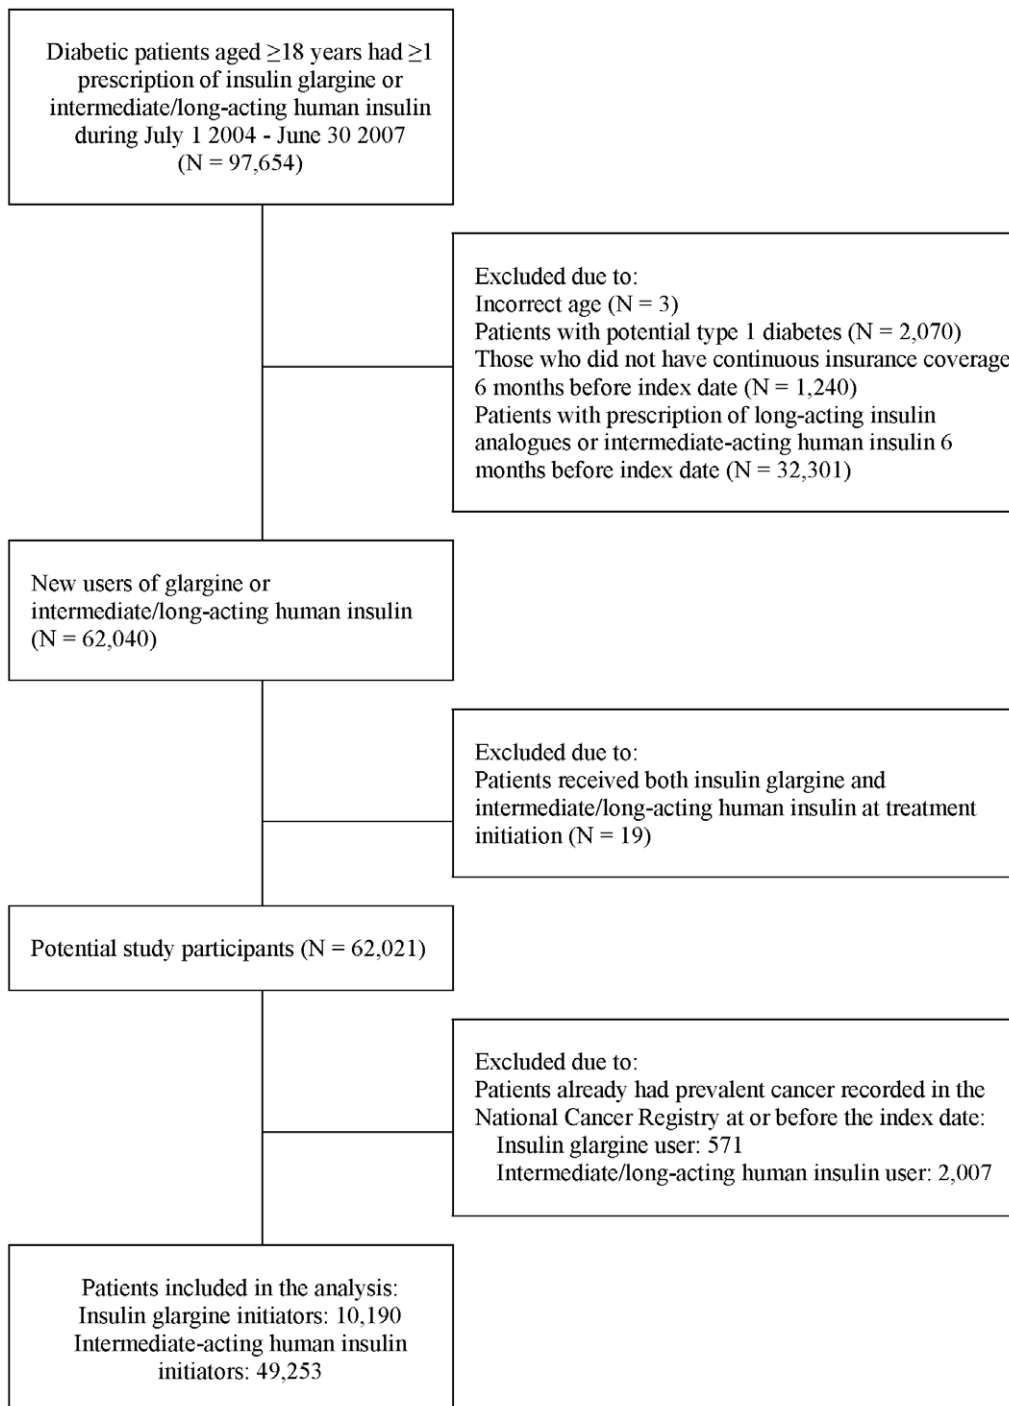 Diabetic patients aged ≥18 years had ≥1
prescription of insulin glargine or
intermediate/long-acting human insulin
during July 1 2004 - June 30 2007
(N = 97,654)
Excluded due to:
Incorrect age (N = 3)
Patients with potential type 1 diabetes (N = 2,070)
Those who did not have continuous insurance coverage
6 months before index date (N = 1,240)
Patients with prescription of long-acting insulin
analogues or intermediate-acting human insulin 6
months before index date (N = 32,301)
New users of glargine or
intermediate/long-acting human insulin
(N = 62,040)
Excluded due to:
Patients received both insulin glargine and
intermediate/long-acting human insulin at treatment
initiation (N = 19)
Potential study participants (N = 62,021)
Excluded due to:
Patients already had prevalent cancer recorded in the
National Cancer Registry at or before the index date:
Insulin glargine user: 571
Intermediate/long-acting human insulin user: 2,007
Patients included in the analysis:
Insulin glargine initiators: 10,190
Intermediate-acting human insulin
initiators: 49,253